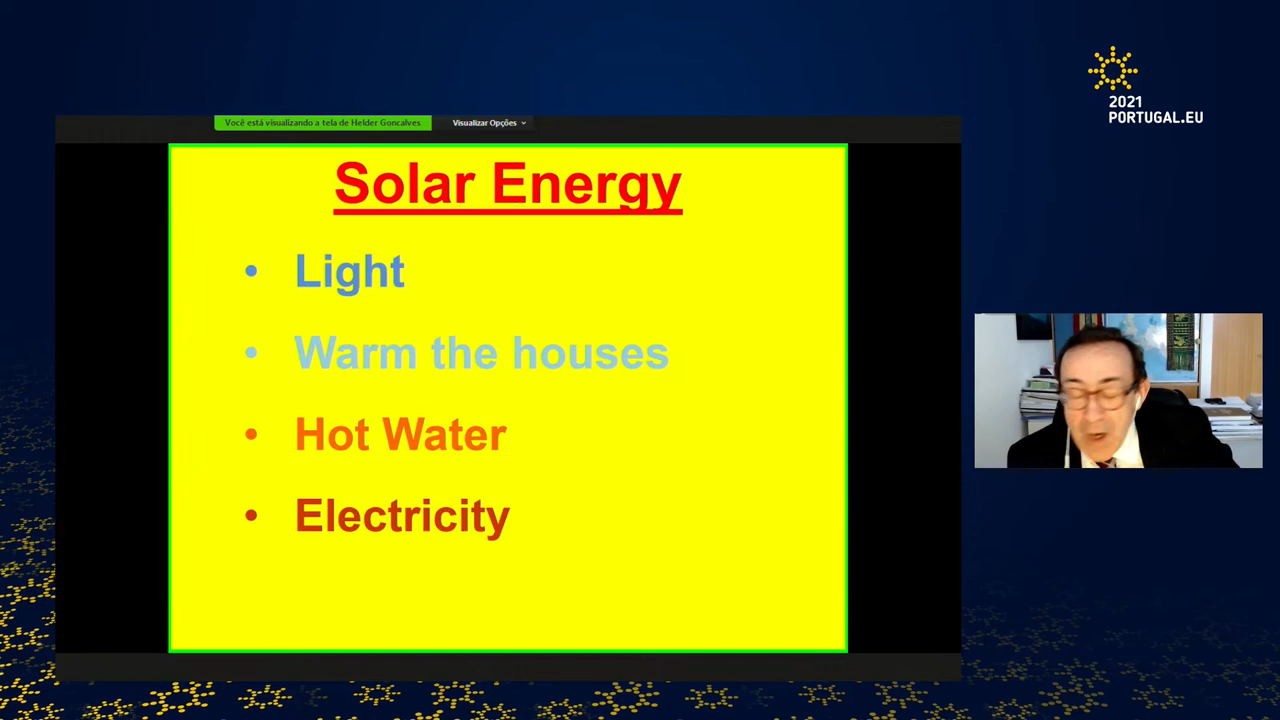 2021
PORTUGAL.EU
Você está visualizando a tela de Helder Goncalves
Visualizar Opções
Solar Energy
• Light
• Warm the houses
• Hot Water
• Electricity